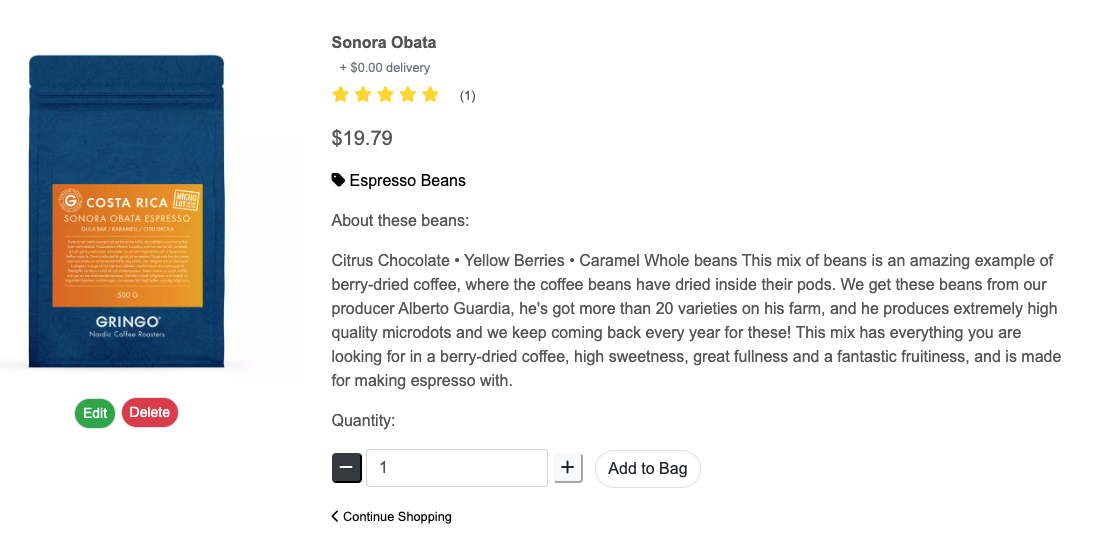 Sonora Obata
+ $0.00 delivery
(1)
$19.79
Espresso Beans
About these beans:
Citrus Chocolate • Yellow Berries • Caramel Whole beans This mix of beans is an amazing example of
berry-dried coffee, where the coffee beans have dried inside their pods. We get these beans from our
producer Alberto Guardia, he's got more than 20 varieties on his farm, and he produces extremely high
quality microdots and we keep coming back every year for these! This mix has everything you are
looking for in a berry-dried coffee, high sweetness, great fullness and a fantastic fruitiness, and is made
for making espresso with.
Quantity:
1
Add to Bag
Continue Shopping
G
COSTA RICA
MICRO
LOT
SONORA OBATA ESPRESSO
GULA BÄR / KARAMELL / CITRUSKOLA
500 G
GRINGO
Nordic Coffee Roasters
Edit
Delete